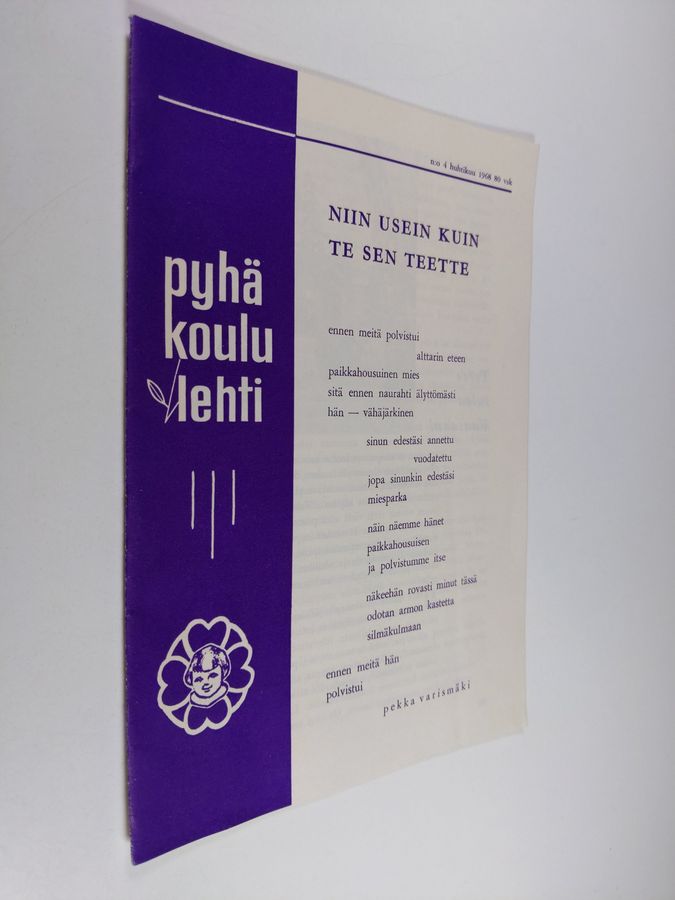 pyhä
koulu
lehti
n:o 4 huhtikuu 1968 80 vsk
NIIN USEIN KUIN
TE SEN TEETTE
ennen meitä polvistui
alttarin eteen
paikkahousuinen mies
sitä ennen naurahti älyttömästi
hän — vähäjärkinen
sinun edestäsi annettu
vuodatettu
jopa sinunkin edestäsi
miesparka
näin näemme hänet
paikkahousuisen
ja polvistumme itse
näkeehän rovasti minut tässä
odotan armon kastetta
silmäkulmaan
ennen meitä hän
polvistui
pekka varismäki